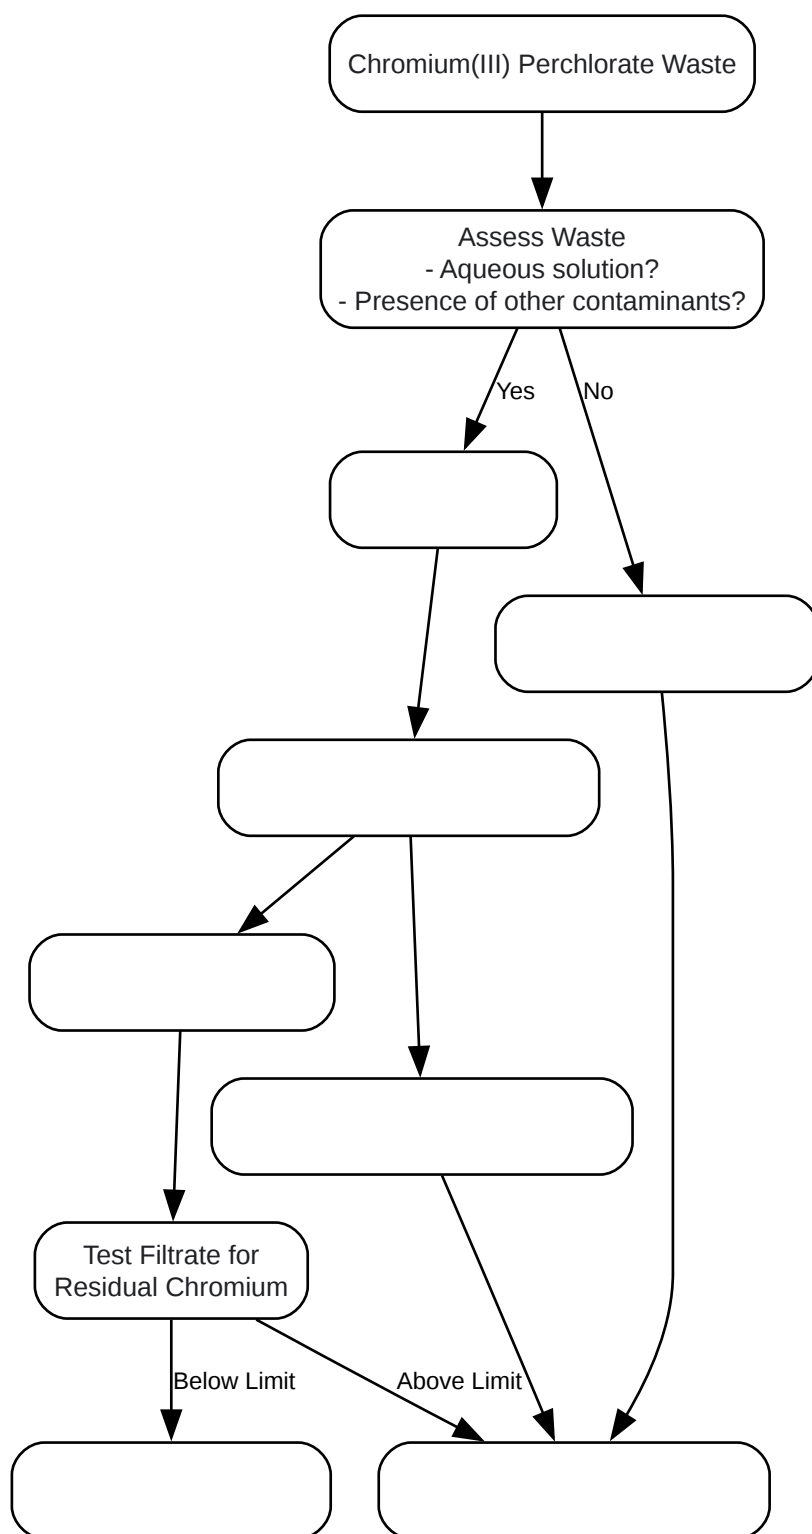 Chromium(III) Perchlorate Waste
Assess Waste
- Aqueous solution?
- Presence of other contaminants?
Yes
No
Test Filtrate for
Residual Chromium
Below Limit
Above Limit